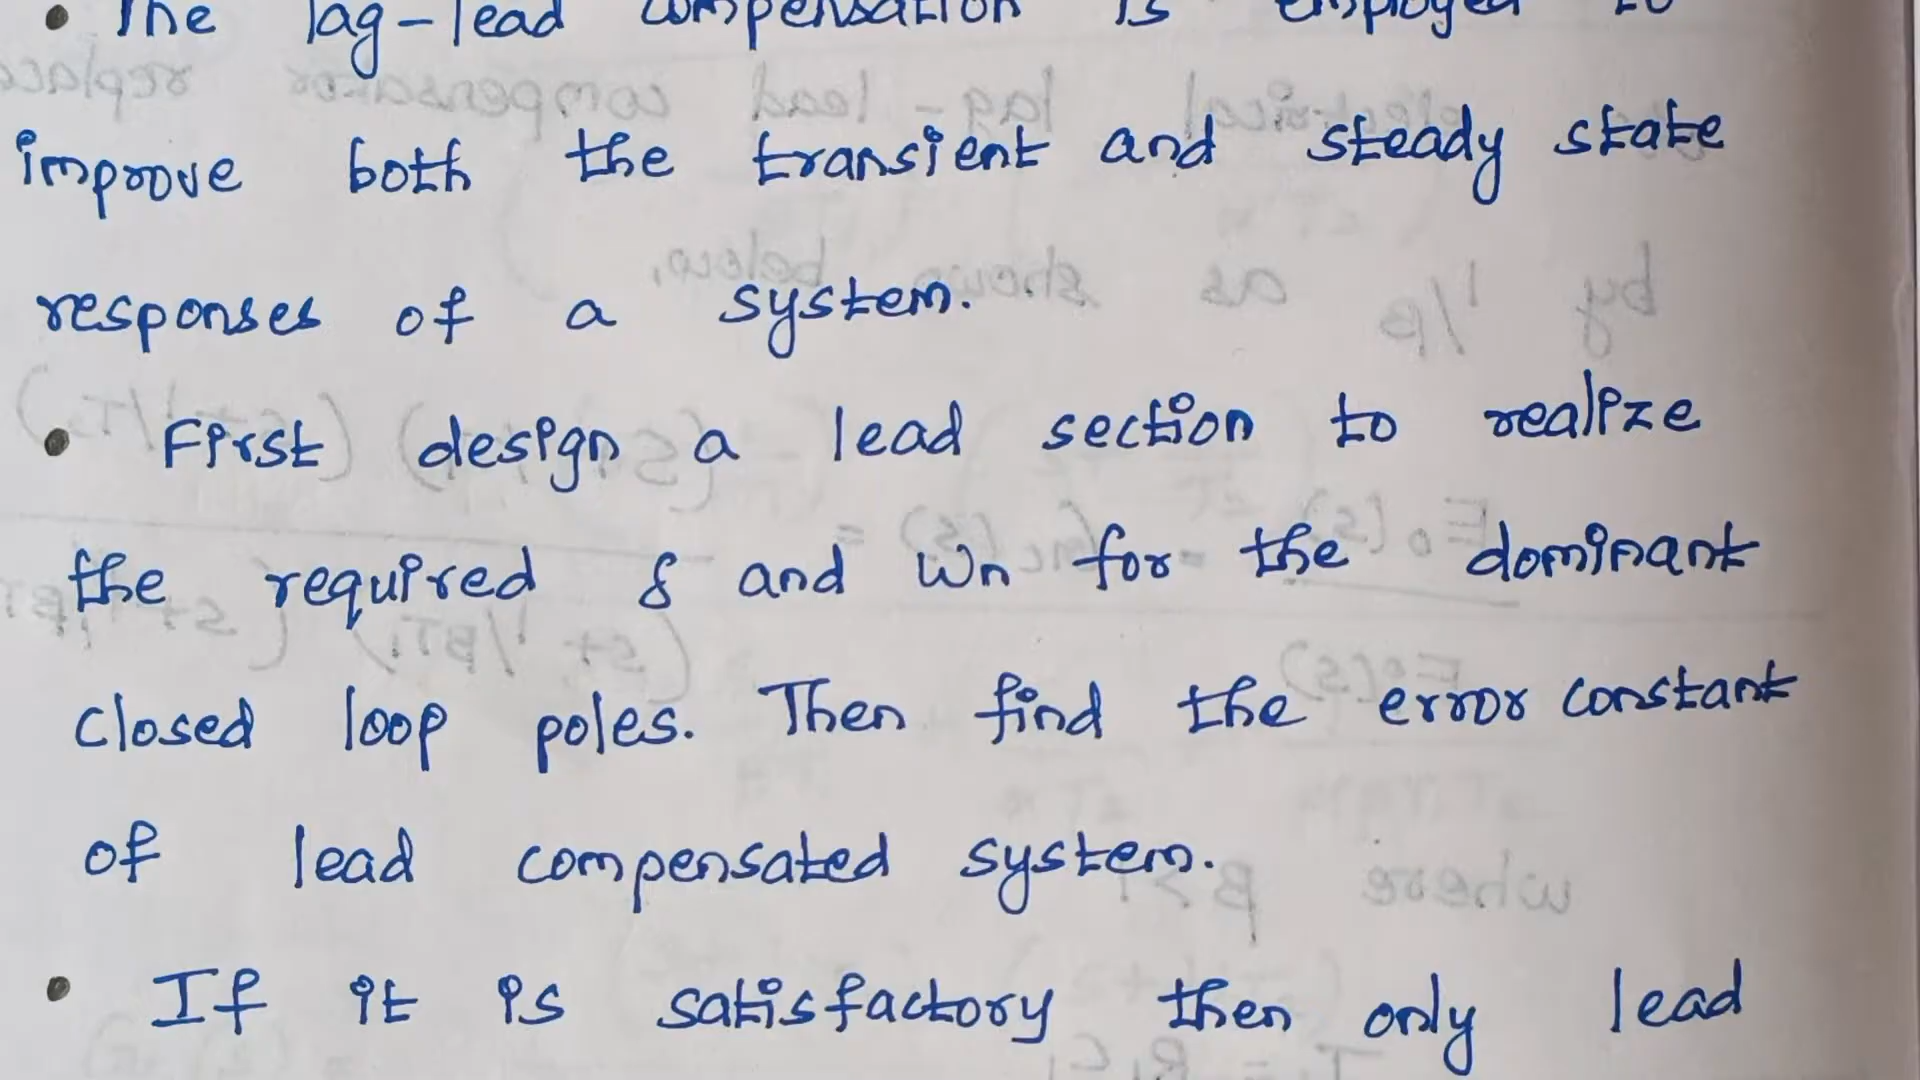 • The lag-lead compensation is employed to
improve both the transient and steady state
responses of a system.
• First design a lead section to realize
the required δ and ωn for the dominant
closed loop poles. Then find the error constant
of lead compensated system.
• If it is satisfactory then only lead